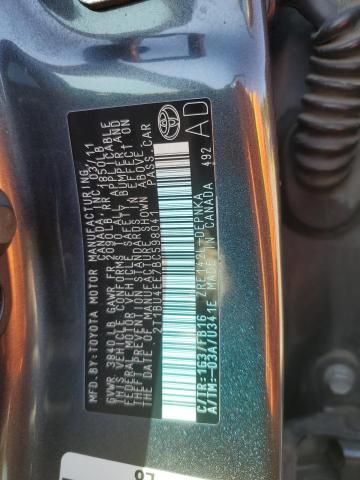 MFD.BY: TOYOTA MOTOR MANUFACTURING, 03/11
CANADA, INC.
GVWR 3840LB GAWR FR 2090LB RR 1850LB
THIS VEHICLE CONFORMS TO ALL APPLICABLE
FEDERAL MOTOR VEHICLE SAFETY, BUMPER, AND
THEFT PREVENTION STANDARDS IN EFFECT ON
THE DATE OF MANUFACTURE SHOWN ABOVE.
PASS.CAR
C/TR:1G3/FB16
A/TM:-03A/U341E
MADE IN CANADA
492
AD